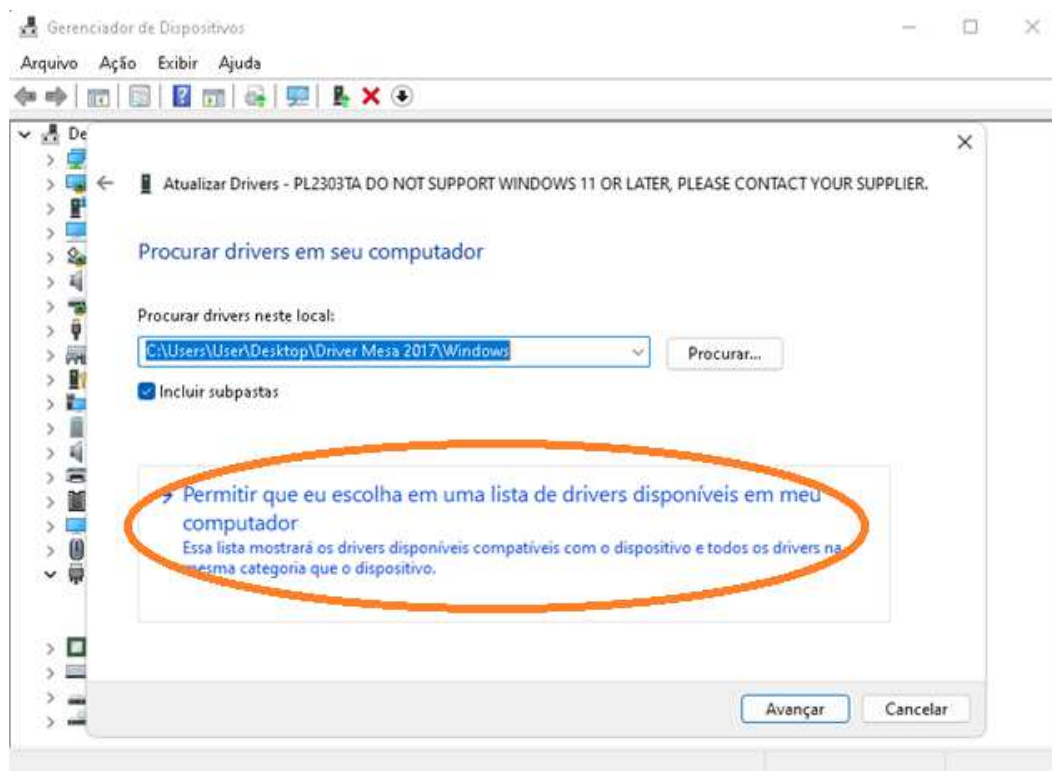 Gerenciador de Dispositivos
Arquivo Ação Exibir Ajuda
De
Atualizar Drivers - PL2303TA DO NOT SUPPORT WINDOWS 11 OR LATER, PLEASE CONTACT YOUR SUPPLIER.
Procurar drivers em seu computador
Procurar drivers neste local:
C:\Users\User\Desktop\Driver Mesa 2017\Windows
Procurar...
Incluir subpastas
Permitir que eu escolha em uma lista de drivers disponíveis em meu
computador
Essa lista mostrará os drivers disponíveis compatíveis com o dispositivo e todos os drivers na
mesma categoria que o dispositivo.
Avançar Cancelar